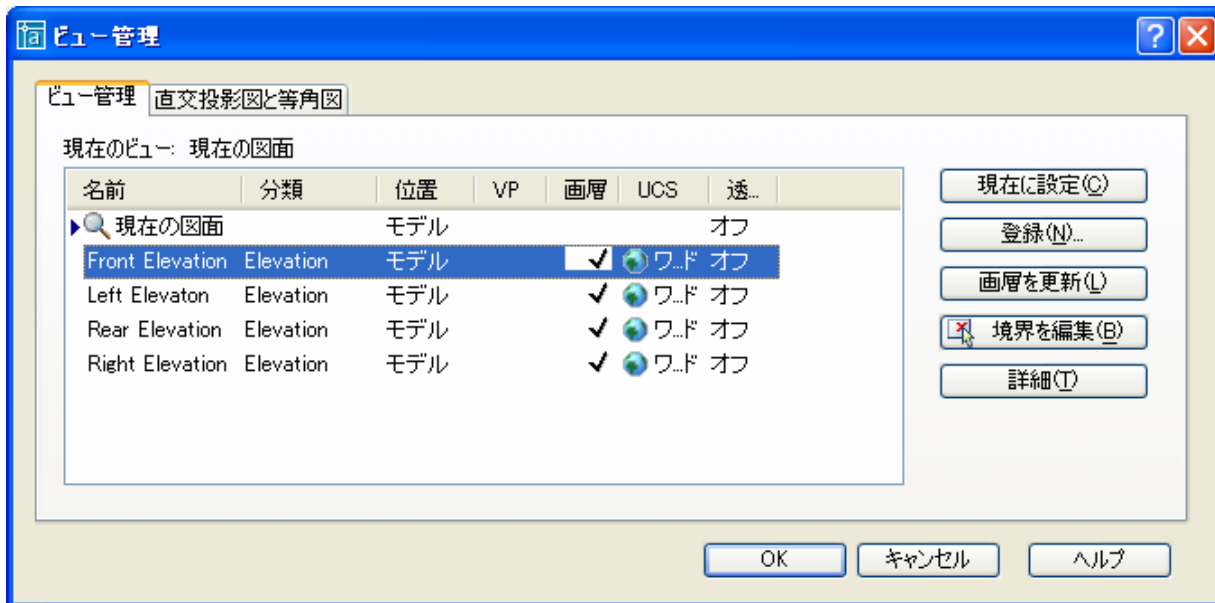 ビュー管理
ビュー管理 直交投影図と等角図
現在のビュー: 現在の図面
名前 分類 位置 VP 画層 UCS 透...
現在の図面 モデル オフ
Front Elevation Elevation モデル ワ...ド オフ
Left Elevaton Elevation モデル ワ...ド オフ
Rear Elevation Elevation モデル ワ...ド オフ
Right Elevation Elevation モデル ワ...ド オフ
現在に設定(C)
登録(N)...
画層を更新(L)
境界を編集(B)
詳細(T)
OK キャンセル ヘルプ